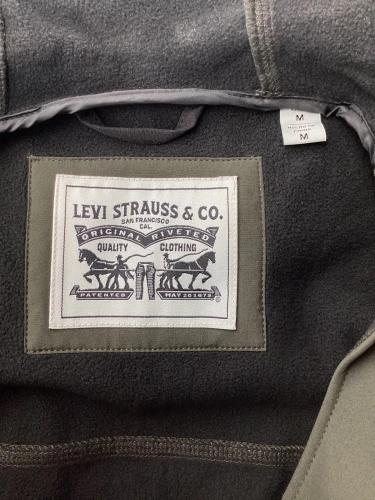 M
M
LEVI STRAUSS & CO.
SAN FRANCISCO
CAL.
ORIGINAL RIVETED
QUALITY CLOTHING
PATENTED MAY 20 1873